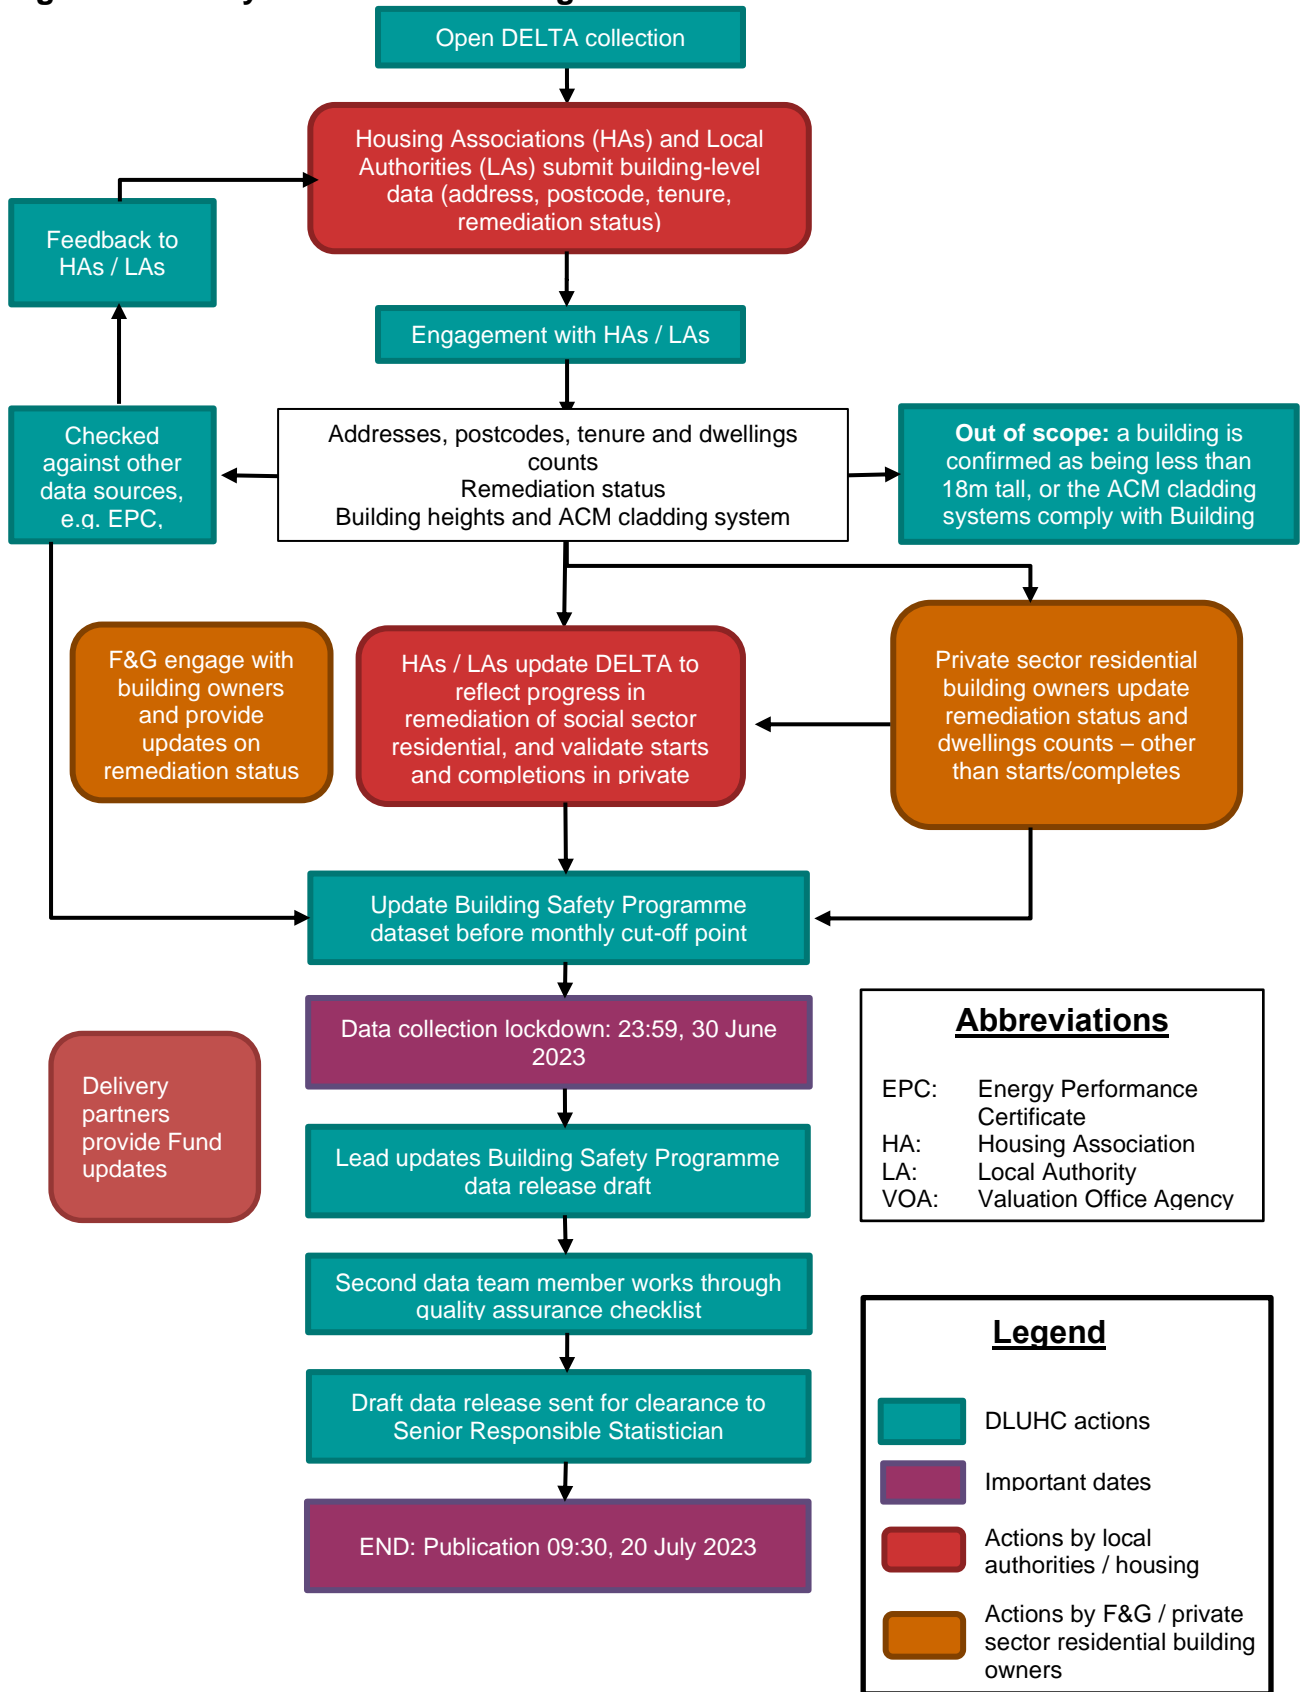 Open DELTA collection
Housing Associations (HAs) and Local
Authorities (LAs) submit building-level
data (address, postcode, tenure,
remediation status)
Feedback to
HAs / LAs
Engagement with HAs / LAs
Checked
against other
data sources,
e.g. EPC,
Addresses, postcodes, tenure and dwellings
counts
Remediation status
Building heights and ACM cladding system
Out of scope: a building is
confirmed as being less than
18m tall, or the ACM cladding
systems comply with Building
F&G engage with
building owners
and provide
updates on
remediation status
HAs / LAs update DELTA to
reflect progress in
remediation of social sector
residential, and validate starts
and completions in private
Private sector residential
building owners update
remediation status and
dwellings counts – other
than starts/completes
Update Building Safety Programme
dataset before monthly cut-off point
Data collection lockdown: 23:59, 30 June
2023
Delivery
partners
provide Fund
updates
Lead updates Building Safety Programme
data release draft
Second data team member works through
quality assurance checklist
Draft data release sent for clearance to
Senior Responsible Statistician
END: Publication 09:30, 20 July 2023
Abbreviations
EPC: Energy Performance
Certificate
HA: Housing Association
LA: Local Authority
VOA: Valuation Office Agency
Legend
DLUHC actions
Important dates
Actions by local
authorities / housing
Actions by F&G / private
sector residential building
owners